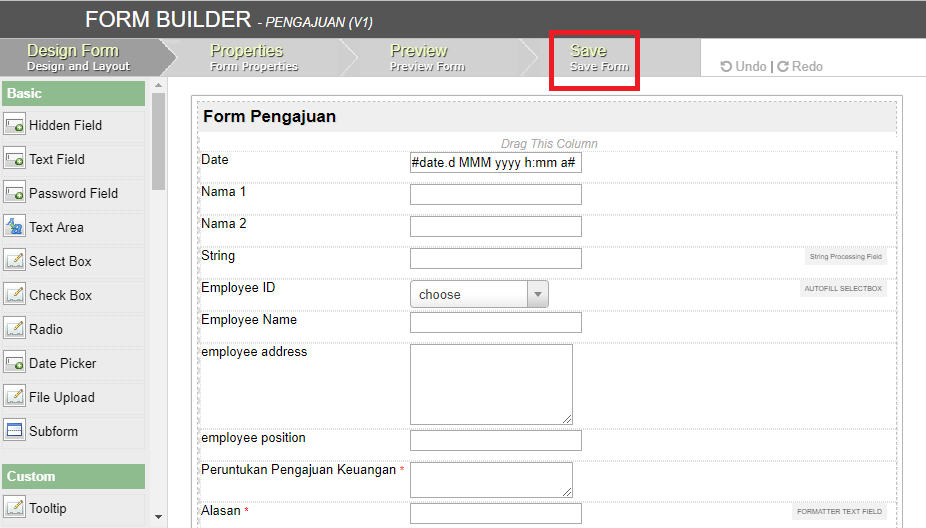 FORM BUILDER - PENGAJUAN (V1)
Design Form
Design and Layout
Properties
Form Properties
Preview
Preview Form
Save
Save Form
Undo | Redo
Basic
Hidden Field
Text Field
Password Field
Text Area
Select Box
Check Box
Radio
Date Picker
File Upload
Subform
Custom
Tooltip
Form Pengajuan
Drag This Column
Date #date.d MMM yyyy h:mm a#
Nama 1
Nama 2
String String Processing Field
Employee ID choose AUTOFILL SELECTBOX
Employee Name
employee address
employee position
Peruntukan Pengajuan Keuangan *
Alasan * FORMATTER TEXT FIELD